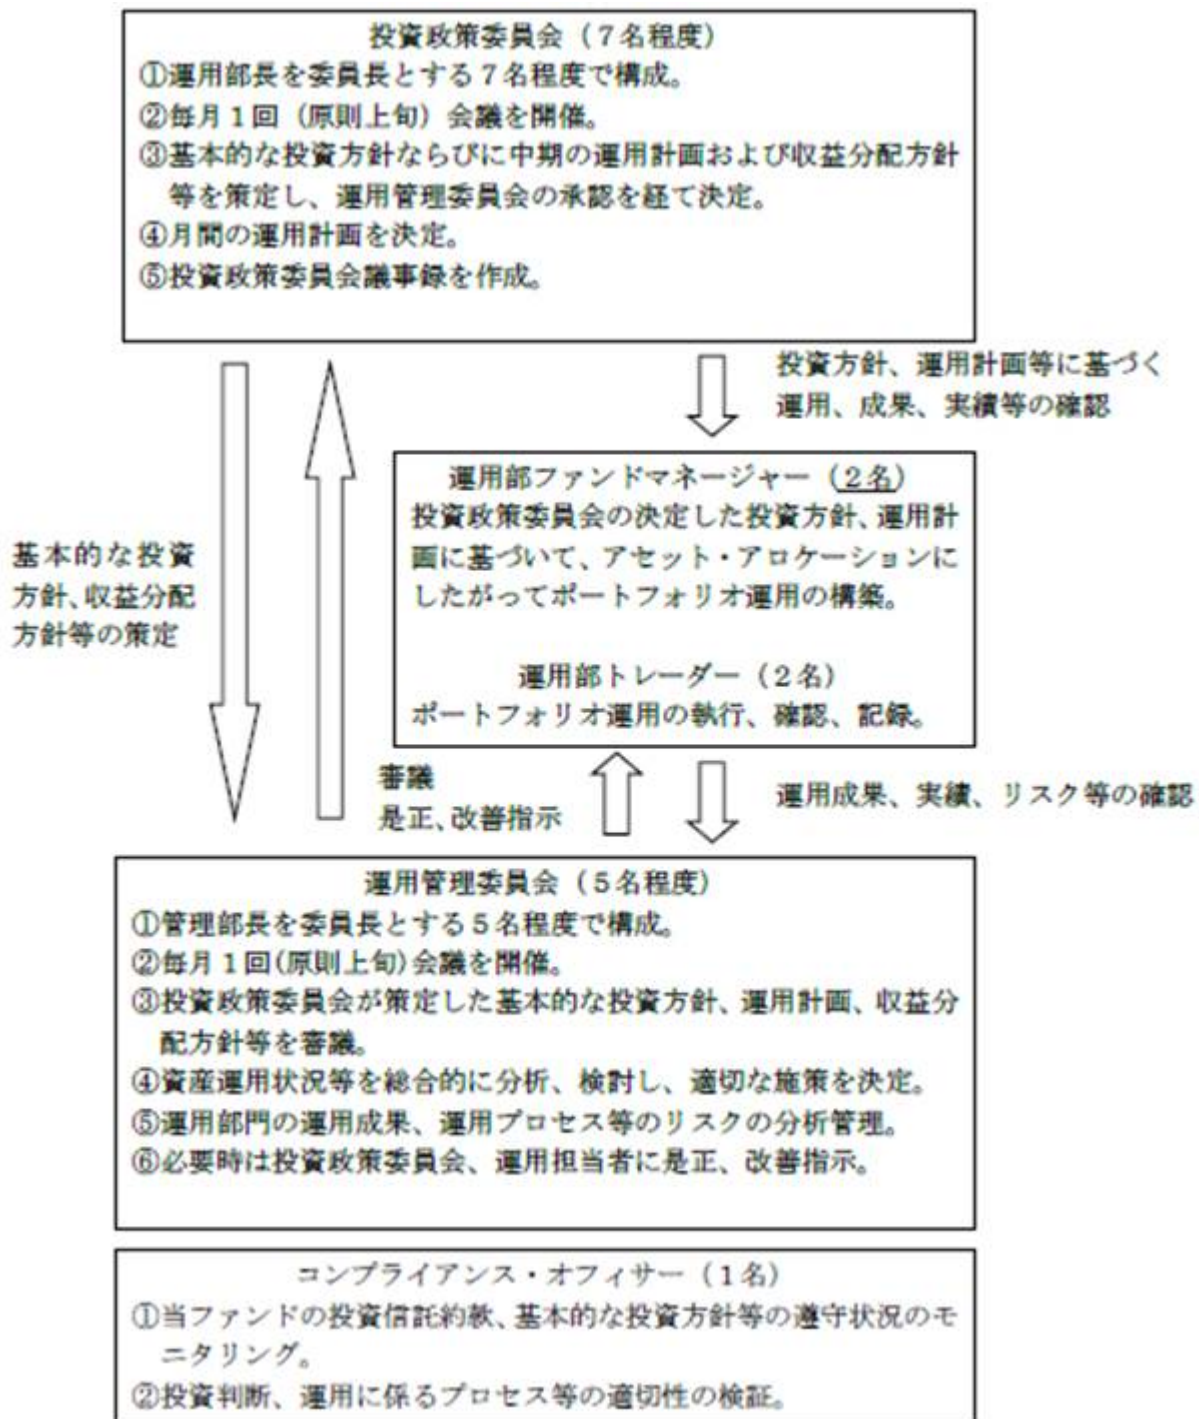 投資政策委員会（７名程度）
①運用部長を委員長とする７名程度で構成。
②毎月１回（原則上旬）会議を開催。
③基本的な投資方針ならびに中期の運用計画および収益分配方針
等を策定し、運用管理委員会の承認を経て決定。
④月間の運用計画を決定。
⑤投資政策委員会議事録を作成。
投資方針、運用計画等に基づく
運用、成果、実績等の確認
運用部ファンドマネージャー（２名）
投資政策委員会の決定した投資方針、運用計
画に基づいて、アセット・アロケーションに
したがってポートフォリオ運用の構築。
運用部トレーダー（２名）
ポートフォリオ運用の執行、確認、記録。
基本的な投資
方針、収益分配
方針等の策定
審議
是正、改善指示
運用成果、実績、リスク等の確認
運用管理委員会（５名程度）
①管理部長を委員長とする５名程度で構成。
②毎月１回(原則上旬)会議を開催。
③投資政策委員会が策定した基本的な投資方針、運用計画、収益分
配方針等を審議。
④資産運用状況等を総合的に分析、検討し、適切な施策を決定。
⑤運用部門の運用成果、運用プロセス等のリスクの分析管理。
⑥必要時は投資政策委員会、運用担当者に是正、改善指示。
コンプライアンス・オフィサー（１名）
①当ファンドの投資信託約款、基本的な投資方針等の遵守状況のモ
ニタリング。
②投資判断、運用に係るプロセス等の適切性の検証。